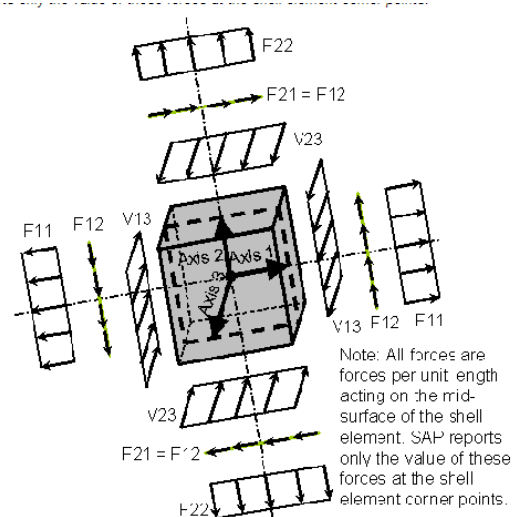 F22
F21 = F12
V23
F11
F12
V13
Axis 2
Axis 1
Axis 3
V13
F12
F11
V23
F21 = F12
F22
Note: All forces are
forces per unit length
acting on the mid-
surface of the shell
element. SAP reports
only the value of these
forces at the shell
element corner points.